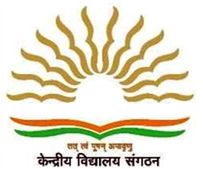 तत् त्वं पूषन् अपावृणु
केन्द्रीय विद्यालय संगठन